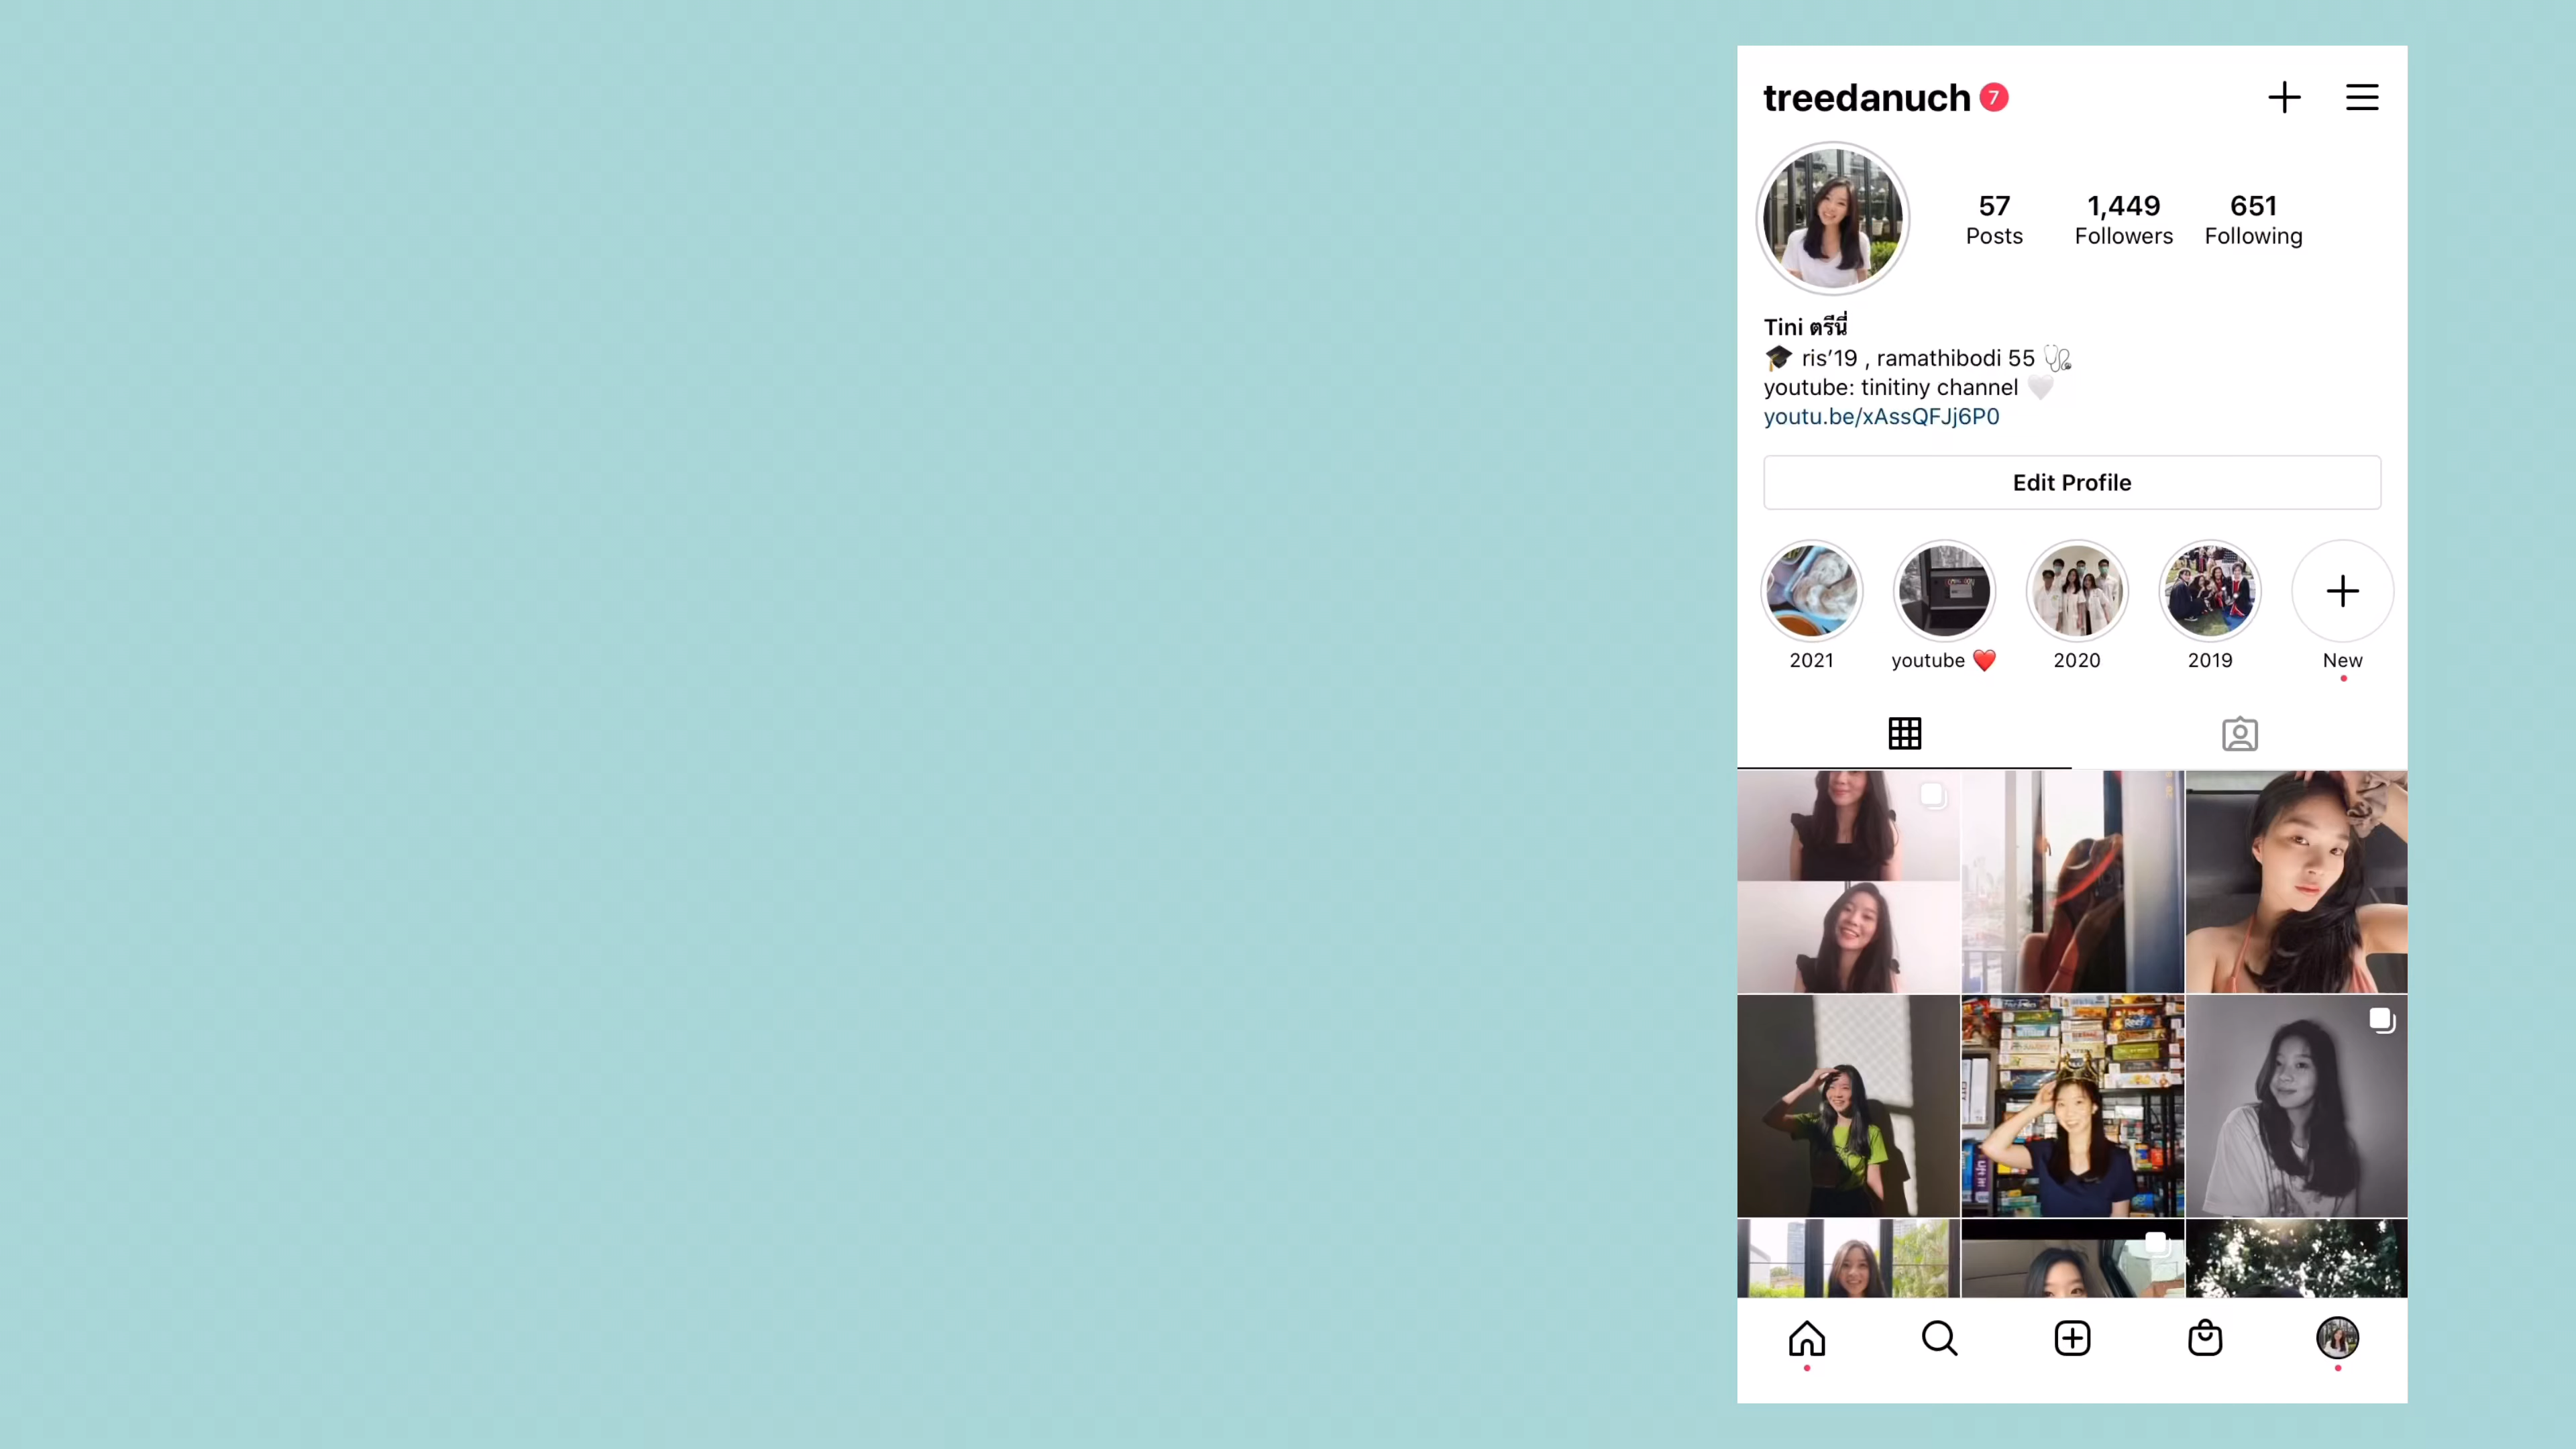 treedanuch 7
57 1,449 651
Posts Followers Following
Tini ตรีนี่
🎓 ris’19 , ramathibodi 55 🩺
youtube: tinitiny channel 🤍
youtu.be/xAssQFJj6P0
Edit Profile
2021 youtube ❤️ 2020 2019 New